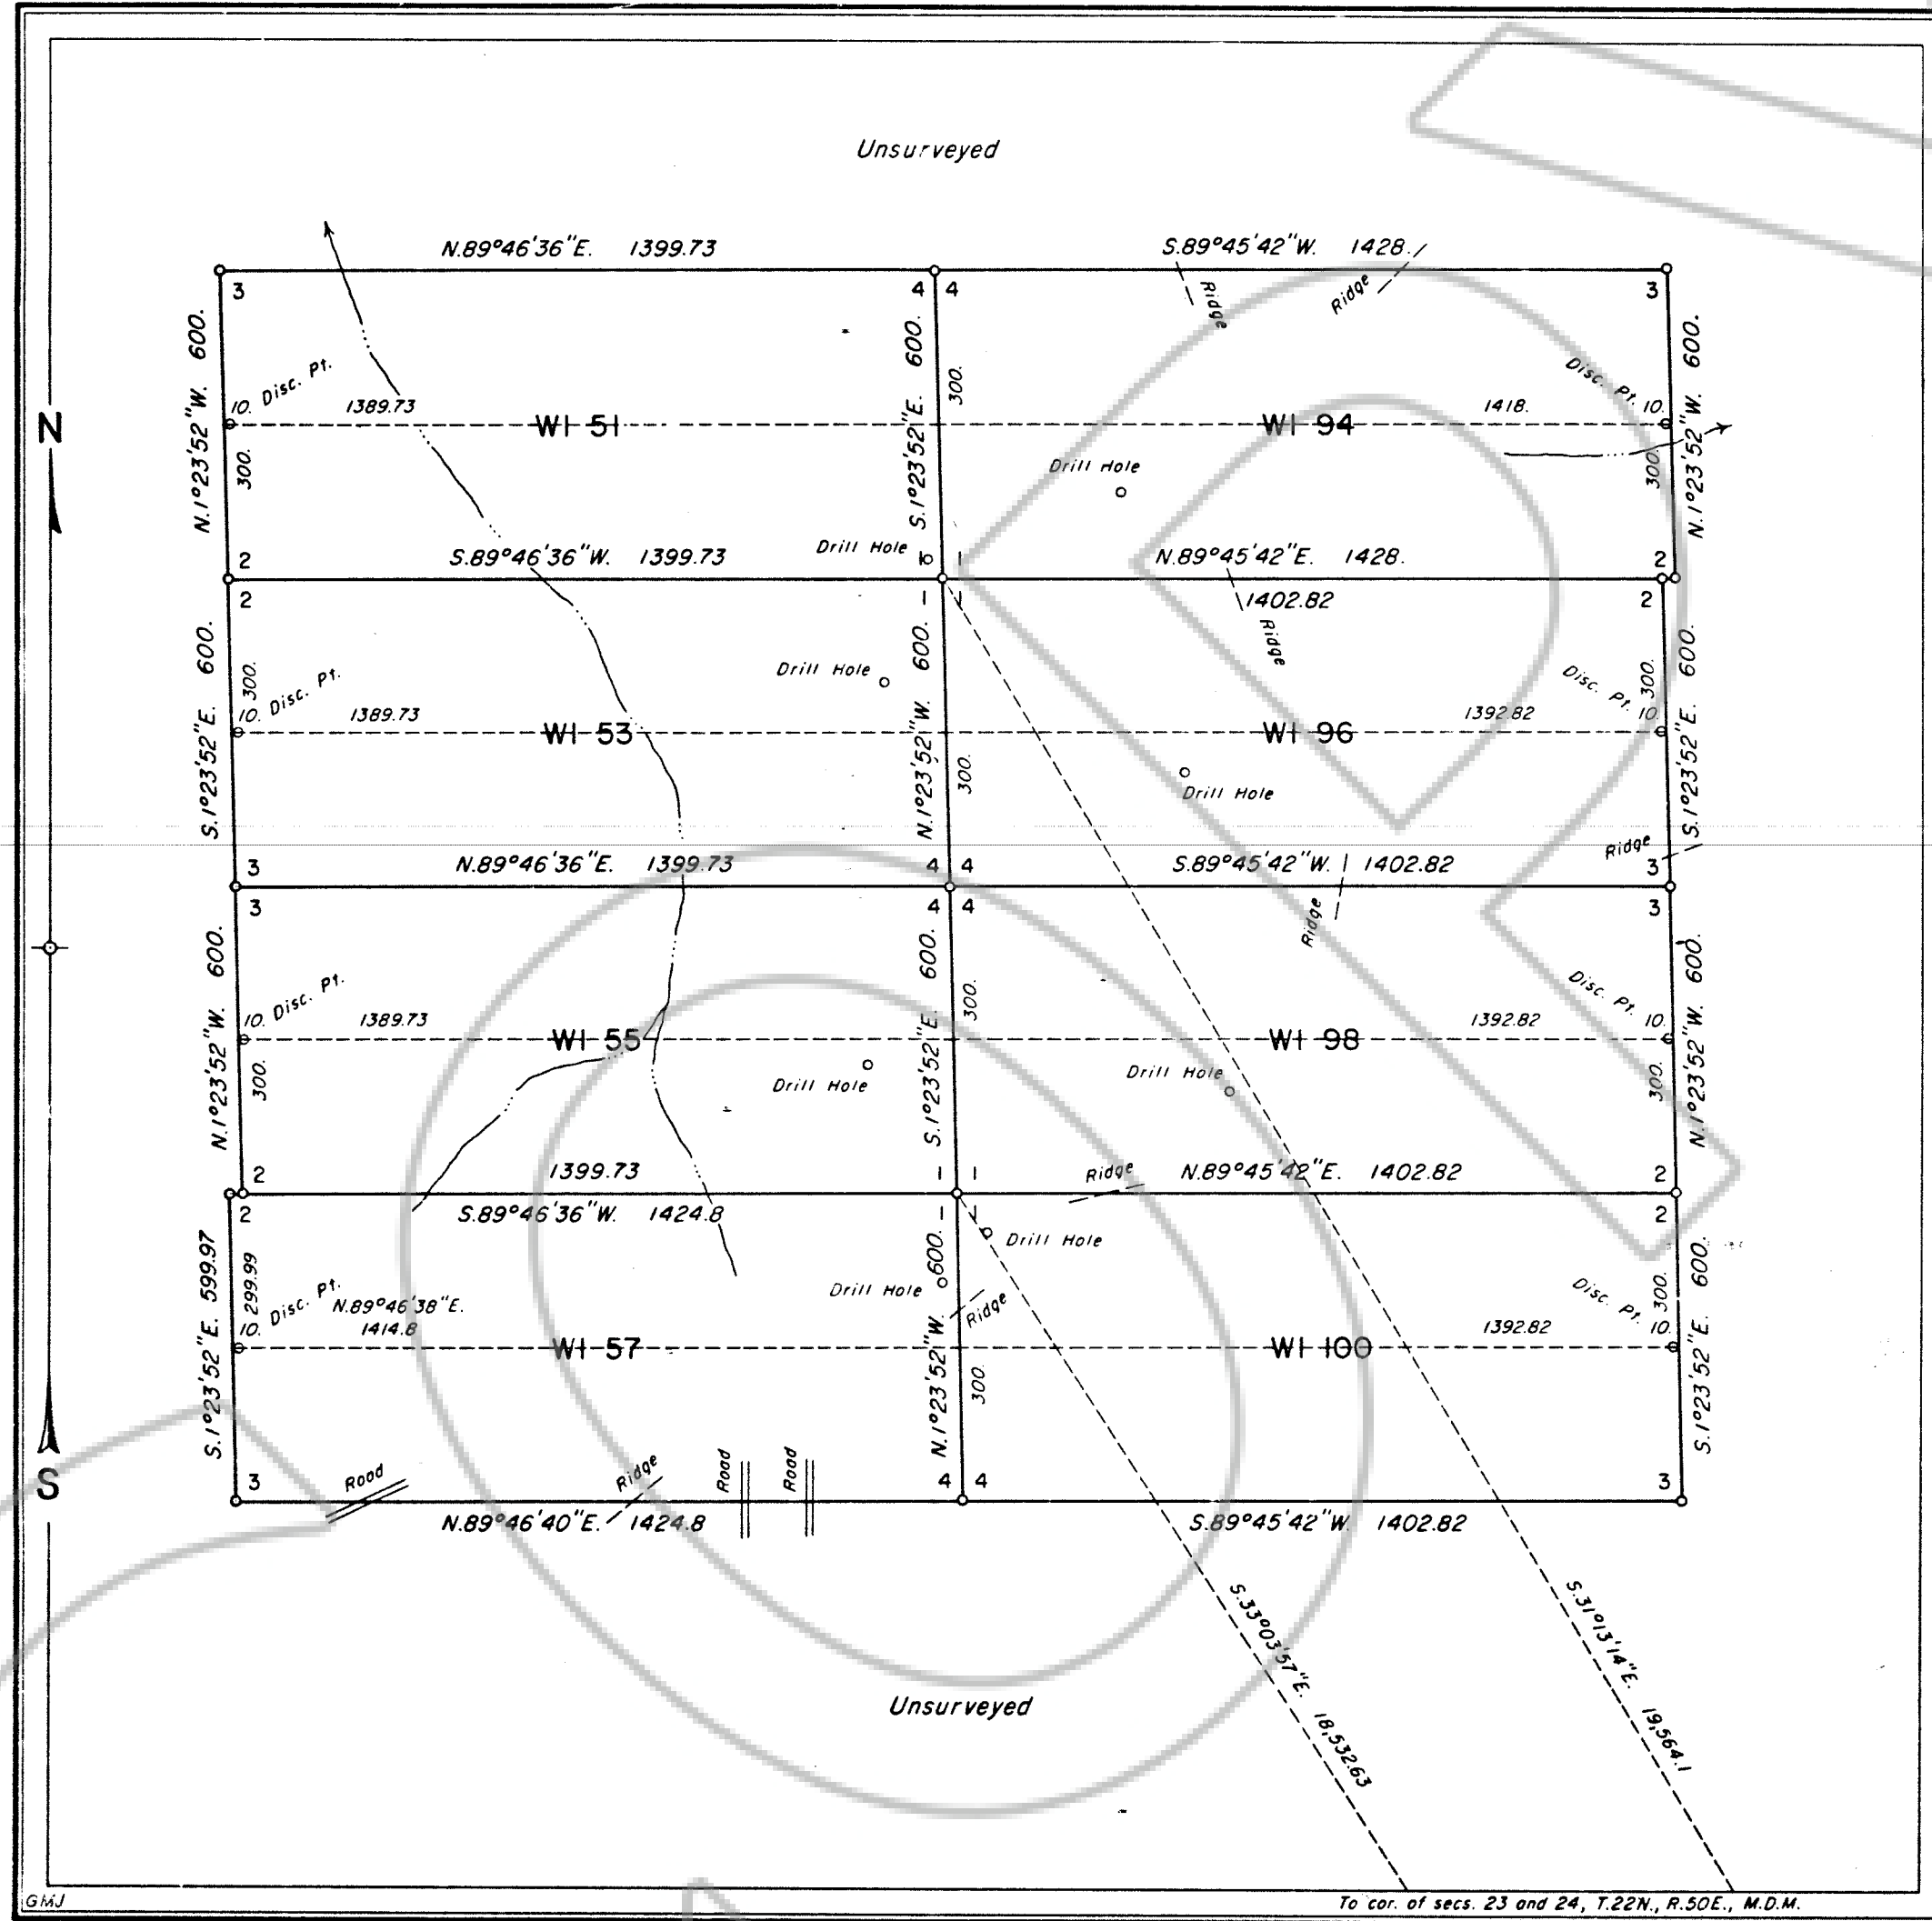 Unsurveyed
N.89°46'36"E. 1399.73
S.89°45'42"W. 1428.
3
4
4
3
Ridge
Ridge
N.1°23'52"W. 600.
S.1°23'52"E. 600.
300.
N.1°23'52"W. 600.
Disc. Pt.
10.
1389.73
WI 51
WI 94
1418.
Disc. Pt.
10.
N
300.
300.
Drill Hole
Drill Hole
2
S.89°46'36"W. 1399.73
1
1
N.89°45'42"E. 1428.
2
2
1
1
1402.82
2
Ridge
S.1°23'52"E. 600.
N.1°23'52"W. 600.
S.1°23'52"E. 600.
300.
300.
Drill Hole
Disc. Pt.
10.
1389.73
WI 53
WI 96
1392.82
Disc. Pt.
10.
300.
Drill Hole
3
N.89°46'36"E. 1399.73
4
4
S.89°45'42"W. 1402.82
Ridge
3
3
4
4
3
Ridge
N.1°23'52"W. 600.
S.1°23'52"E. 600.
300.
N.1°23'52"W. 600.
Disc. Pt.
10.
1389.73
WI 55
WI 98
1392.82
Disc. Pt.
10.
300.
300.
Drill Hole
Drill Hole
2
1399.73
1
1
Ridge
N.89°45'42"E. 1402.82
2
2
S.89°46'36"W. 1424.8
1
1
2
Drill Hole
S.1°23'52"E. 599.97
299.99
N.1°23'52"W. 600.
S.1°23'52"E. 600.
300.
Disc. Pt.
10.
N.89°46'38"E.
1414.8
Drill Hole
Ridge
WI 57
WI 100
1392.82
Disc. Pt.
10.
300.
S
3
Road
Ridge
Road
Road
4
4
3
N.89°46'40"E. 1424.8
S.89°45'42"W. 1402.82
S.33°03'57"E. 18,532.63
S.31°13'14"E. 19,564.1
Unsurveyed
GMJ
To cor. of secs. 23 and 24, T.22N., R.50E., M.D.M.